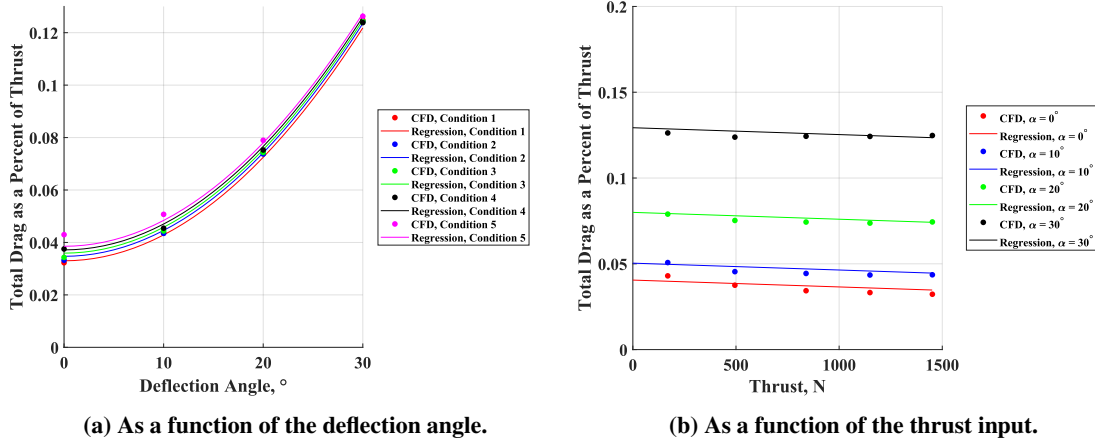 0.12
0.1
0.08
0.06
0.04
0.02
0
Total Drag as a Percent of Thrust
0
10
20
30
Deflection Angle, °
CFD, Condition 1
Regression, Condition 1
CFD, Condition 2
Regression, Condition 2
CFD, Condition 3
Regression, Condition 3
CFD, Condition 4
Regression, Condition 4
CFD, Condition 5
Regression, Condition 5
(a) As a function of the deflection angle.
0.2
0.15
0.1
0.05
0
Total Drag as a Percent of Thrust
0
500
1000
1500
Thrust, N
CFD, α = 0°
Regression, α = 0°
CFD, α = 10°
Regression, α = 10°
CFD, α = 20°
Regression, α = 20°
CFD, α = 30°
Regression, α = 30°
(b) As a function of the thrust input.